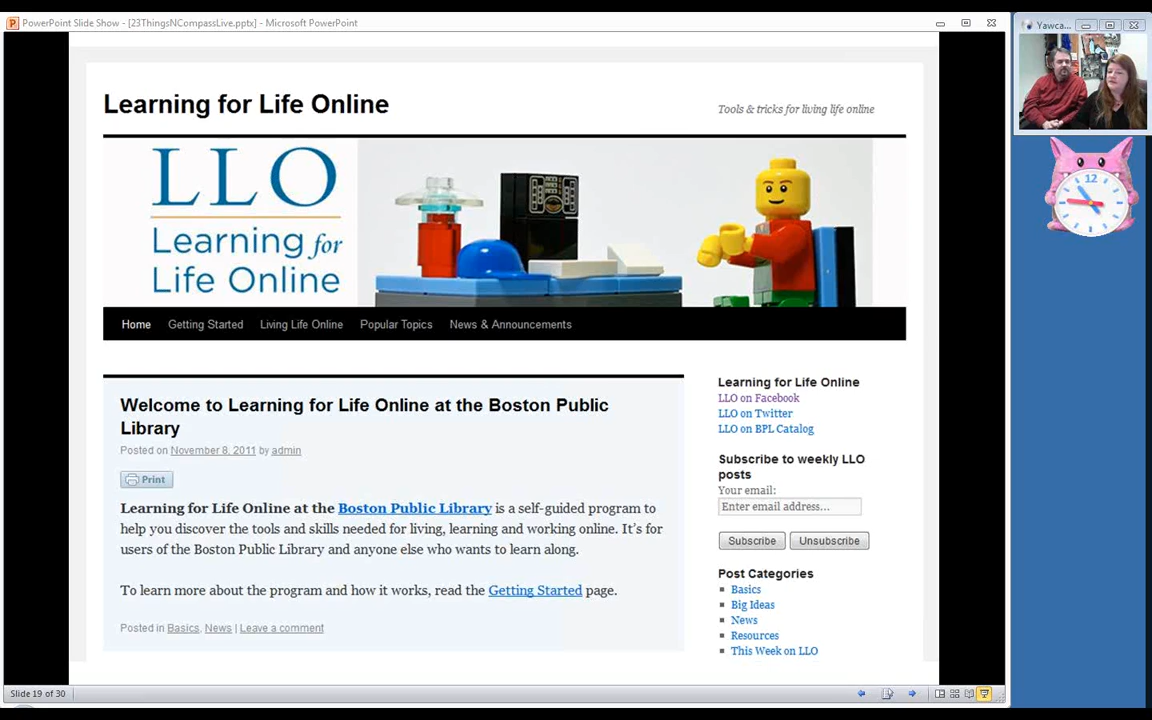 PowerPoint Slide Show - [23ThingsNCompassLive.pptx] - Microsoft PowerPoint
Yawca...
Learning for Life Online
Tools & tricks for living life online
LLO
Learning for
Life Online
Home Getting Started Living Life Online Popular Topics News & Announcements
Welcome to Learning for Life Online at the Boston Public
Library
Posted on November 8, 2011 by admin
Print
Learning for Life Online at the Boston Public Library is a self-guided program to
help you discover the tools and skills needed for living, learning and working online. It's for
users of the Boston Public Library and anyone else who wants to learn along.
To learn more about the program and how it works, read the Getting Started page.
Posted in Basics, News | Leave a comment
Learning for Life Online
LLO on Facebook
LLO on Twitter
LLO on BPL Catalog
Subscribe to weekly LLO
posts
Your email:
Enter email address...
Subscribe Unsubscribe
Post Categories
Basics
Big Ideas
News
Resources
This Week on LLO
12
Slide 19 of 30